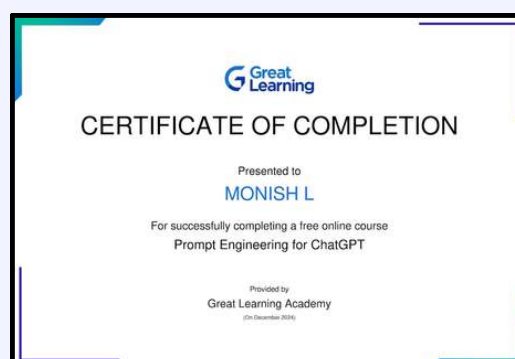 Great
Learning
CERTIFICATE OF COMPLETION
Presented to
MONISH L
For successfully completing a free online course
Prompt Engineering for ChatGPT
Provided by
Great Learning Academy
(On December 2024)